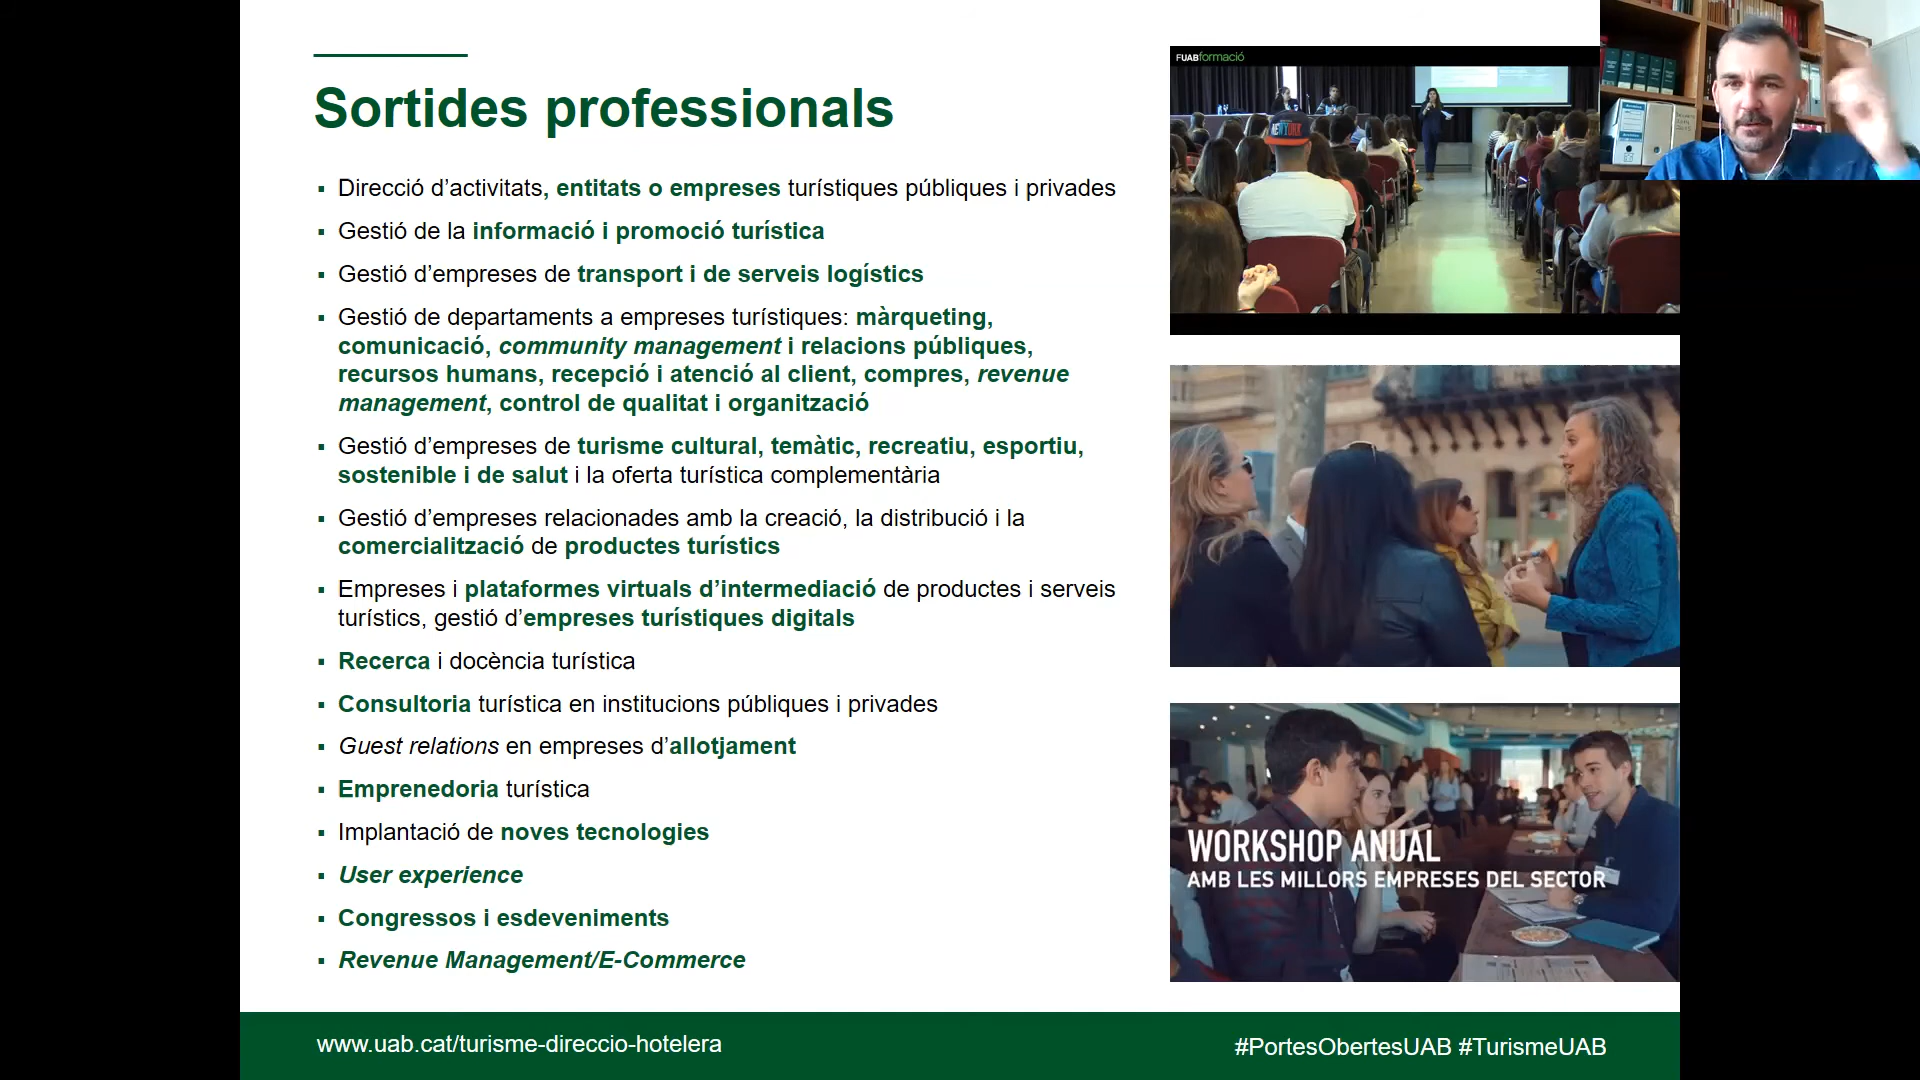 Sortides professionals
Direcció d’activitats, entitats o empreses turístiques públiques i privades
Gestió de la informació i promoció turística
Gestió d’empreses de transport i de serveis logístics
Gestió de departaments a empreses turístiques: màrqueting,
comunicació, community management i relacions públiques,
recursos humans, recepció i atenció al client, compres, revenue
management, control de qualitat i organització
Gestió d’empreses de turisme cultural, temàtic, recreatiu, esportiu,
sostenible i de salut i la oferta turística complementària
Gestió d’empreses relacionades amb la creació, la distribució i la
comercialització de productes turístics
Empreses i plataformes virtuals d’intermediació de productes i serveis
turístics, gestió d’empreses turístiques digitals
Recerca i docència turística
Consultoria turística en institucions públiques i privades
Guest relations en empreses d’allotjament
Emprenedoria turística
Implantació de noves tecnologies
User experience
Congressos i esdeveniments
Revenue Management/E-Commerce
FUABformació
NEW YORK
WORKSHOP ANUAL
AMB LES MILLORS EMPRESES DEL SECTOR
www.uab.cat/turisme-direccio-hotelera
#PortesObertesUAB #TurismeUAB